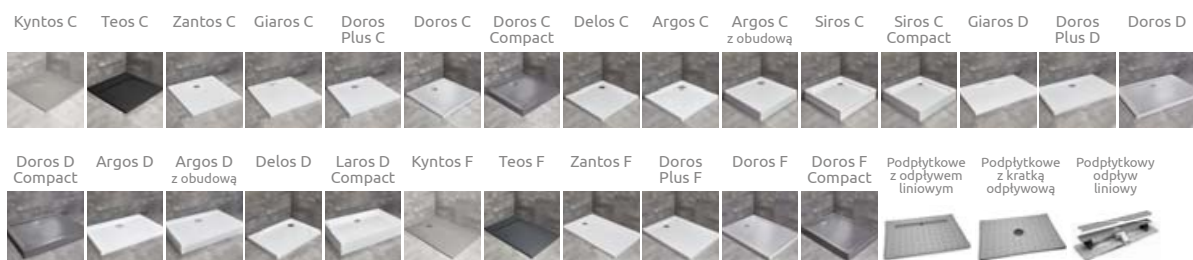 Kyntos C
Teos C
Zantos C
Giaros C
Doros
Plus C
Doros C
Doros C
Compact
Delos C
Argos C
Argos C
z obudową
Siros C
Siros C
Compact
Giaros D
Doros
Plus D
Doros D
Doros D
Compact
Argos D
Argos D
z obudową
Delos D
Laros D
Compact
Kyntos F
Teos F
Zantos F
Doros
Plus F
Doros F
Doros F
Compact
Podpłytkowe
z odpływem
liniowym
Podpłytkowe
z kratką
odpływową
Podpłytkowy
odpływ
liniowy